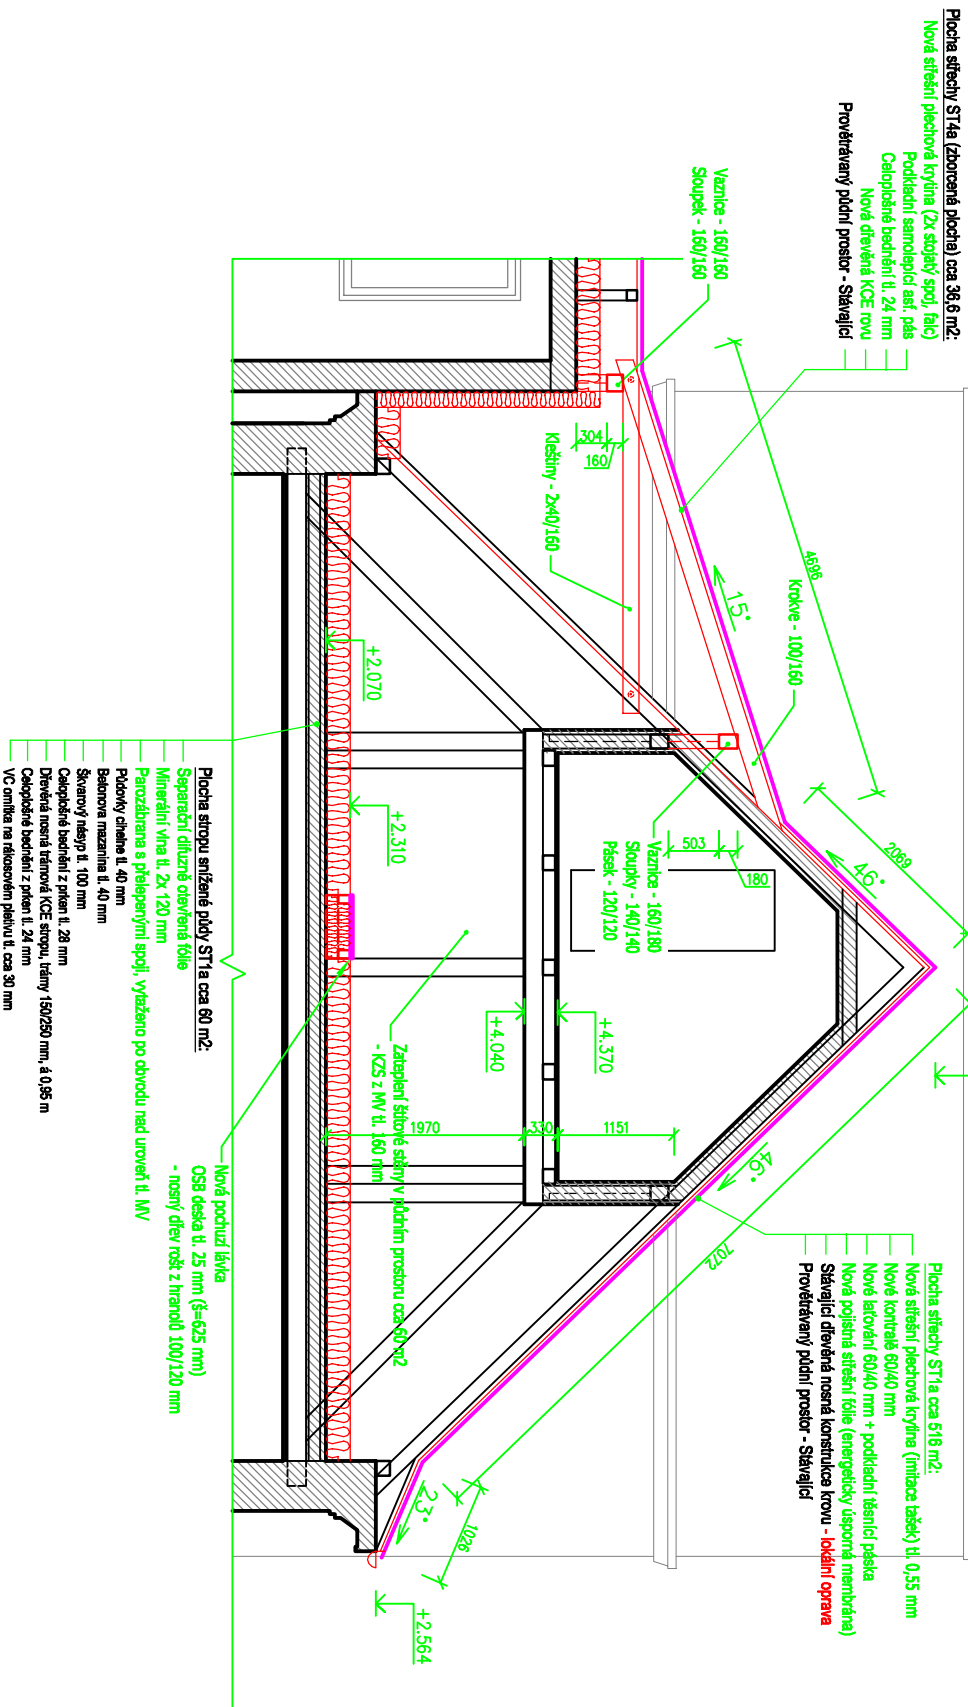 Plocha střechy ST4a (zborcená plocha) cca 36,6 m2:
Nová střešní plechová krytina (2x stojatý spoj, falc)
Podkladní samolepící asf. pás
Celoplošné bednění tl. 24 mm
Nová dřevěná KCE rovu
Provětrávaný půdní prostor - Stávající
Vaznice - 160/160
Sloupek - 160/160
304
160
Kleštiny - 2x40/160
4696
15°
Krokve - 100/160
2069
46°
503
180
Vaznice - 160/180
Sloupky - 140/140
Pásek - 120/120
+2.070
+2.310
+4.040
+4.370
1970
330
1151
46°
7072
23°
1026
+2.564
Plocha střechy ST1a cca 516 m2:
Nová střešní plechová krytina (imitace tašek) tl. 0,55 mm
Nové kontralě 60/40 mm
Nové laťování 60/40 mm + podkladní těsnící páska
Nová pojistná střešní fólie (energeticky úsporná membrána)
Stávající dřevěná nosná konstrukce krovu - lokální oprava
Provětrávaný půdní prostor - Stávající
Zateplení štítové stěny v půdním prostoru cca 60 m2
- KZS z MV tl. 160 mm
Nová pochuzí lávka
OSB deska tl. 25 mm (š=625 mm)
- nosný dřev rošt z hranolů 100/120 mm
Plocha stropu snížené půdy ST1a cca 60 m2:
Separační difuzně otevřená fólie
Minerální vlna tl. 2x 120 mm
Parozábrana s přelepenými spoji, vytaženo po obvodu nad uroveň tl. MV
Půdovky cihelne tl. 40 mm
Betonova mazanina tl. 40 mm
Škvarový násyp tl. 100 mm
Celoplošné bednění z prken tl. 28 mm
Dřevěná nosná trámová KCE stropu, trámy 150/250 mm, á 0,95 m
Celoplošné bednění z prken tl. 24 mm
VC omítka na rákosovém pletivu tl. cca 30 mm